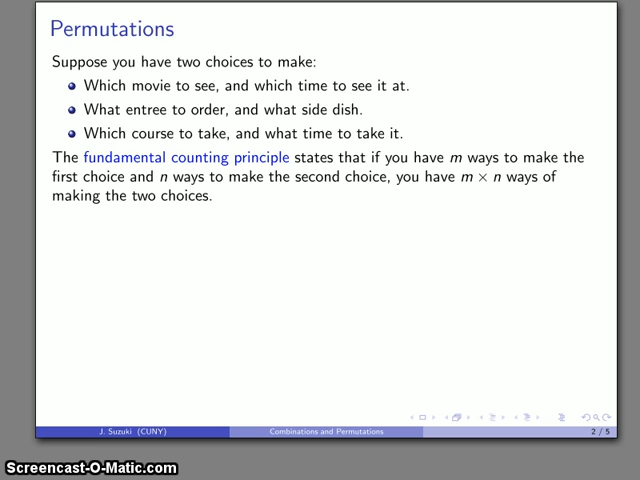 Permutations
Suppose you have two choices to make:
Which movie to see, and which time to see it at.
What entree to order, and what side dish.
Which course to take, and what time to take it.
The fundamental counting principle states that if you have m ways to make the
first choice and n ways to make the second choice, you have m × n ways of
making the two choices.
J. Suzuki (CUNY)
Combinations and Permutations
2 / 5
Screencast-O-Matic.com